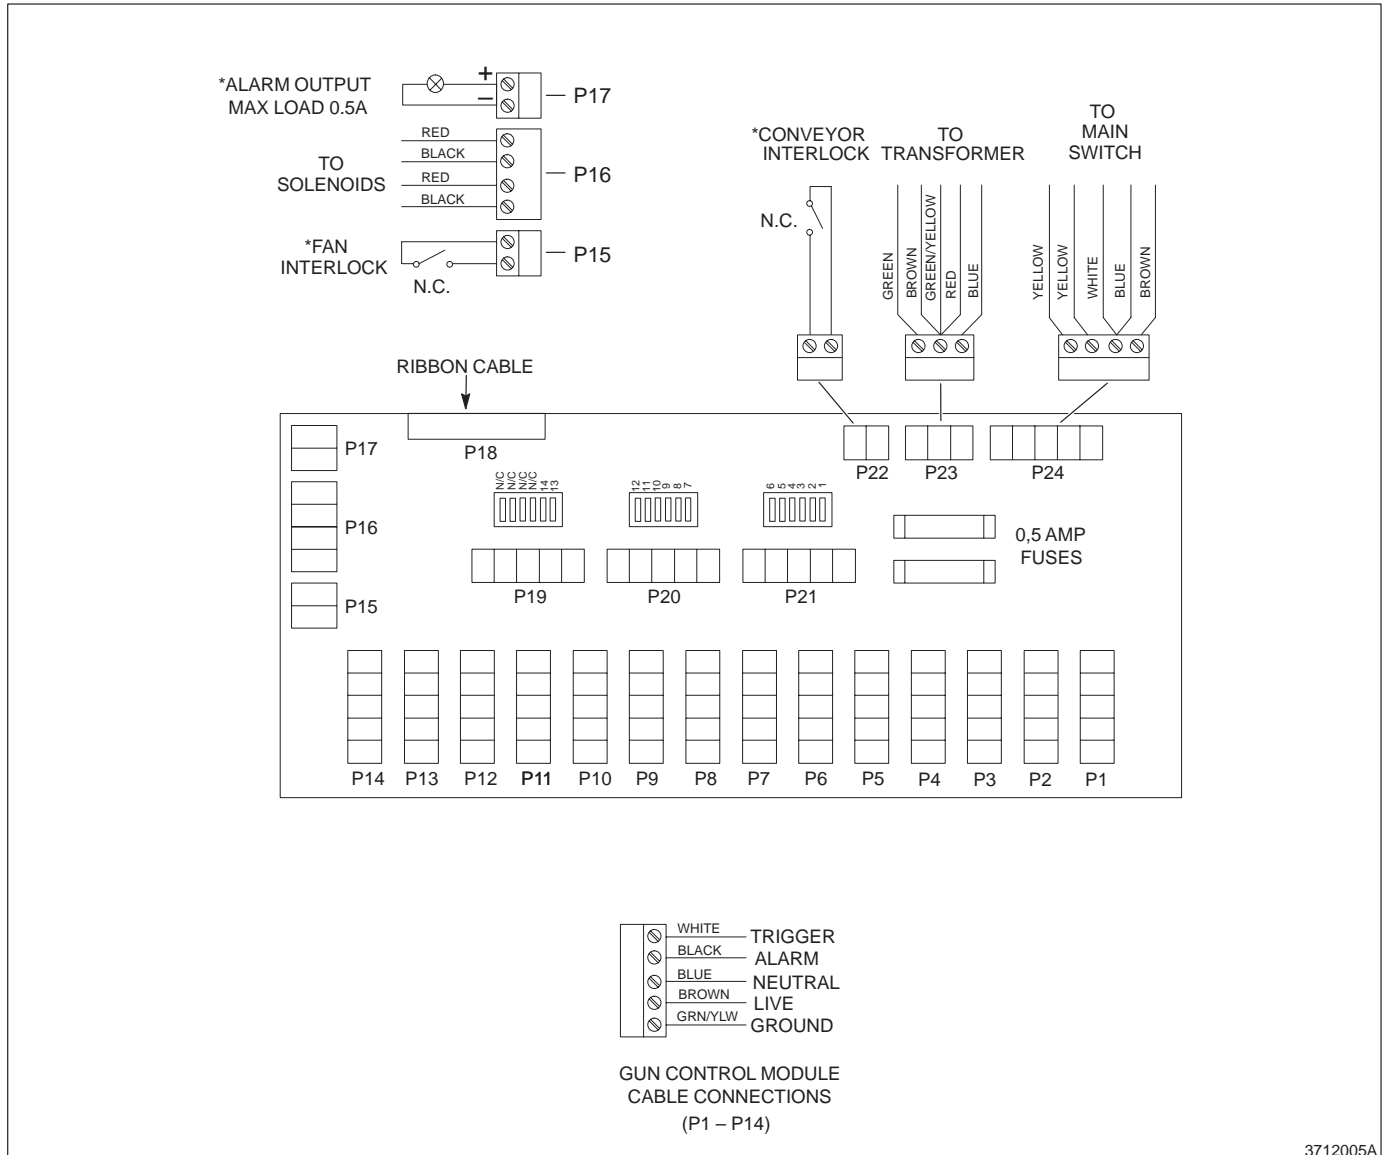 *ALARM OUTPUT
MAX LOAD 0.5A
+
–
P17
TO
SOLENOIDS
RED
BLACK
RED
BLACK
P16
*FAN
INTERLOCK
N.C.
P15
*CONVEYOR
INTERLOCK
N.C.
TO
TRANSFORMER
GREEN
BROWN
GREEN/YELLOW
RED
BLUE
TO
MAIN
SWITCH
YELLOW
YELLOW
WHITE
BLUE
BROWN
RIBBON CABLE
P17
P18
P22
P23
P24
P16
N/C
N/C
N/C
N/C
14
13
12
11
10
9
8
7
6
5
4
3
2
1
0,5 AMP
FUSES
P15
P19
P20
P21
P14
P13
P12
P11
P10
P9
P8
P7
P6
P5
P4
P3
P2
P1
WHITE
TRIGGER
BLACK
ALARM
BLUE
NEUTRAL
BROWN
LIVE
GRN/YLW
GROUND
GUN CONTROL MODULE
CABLE CONNECTIONS
(P1 – P14)
3712005A